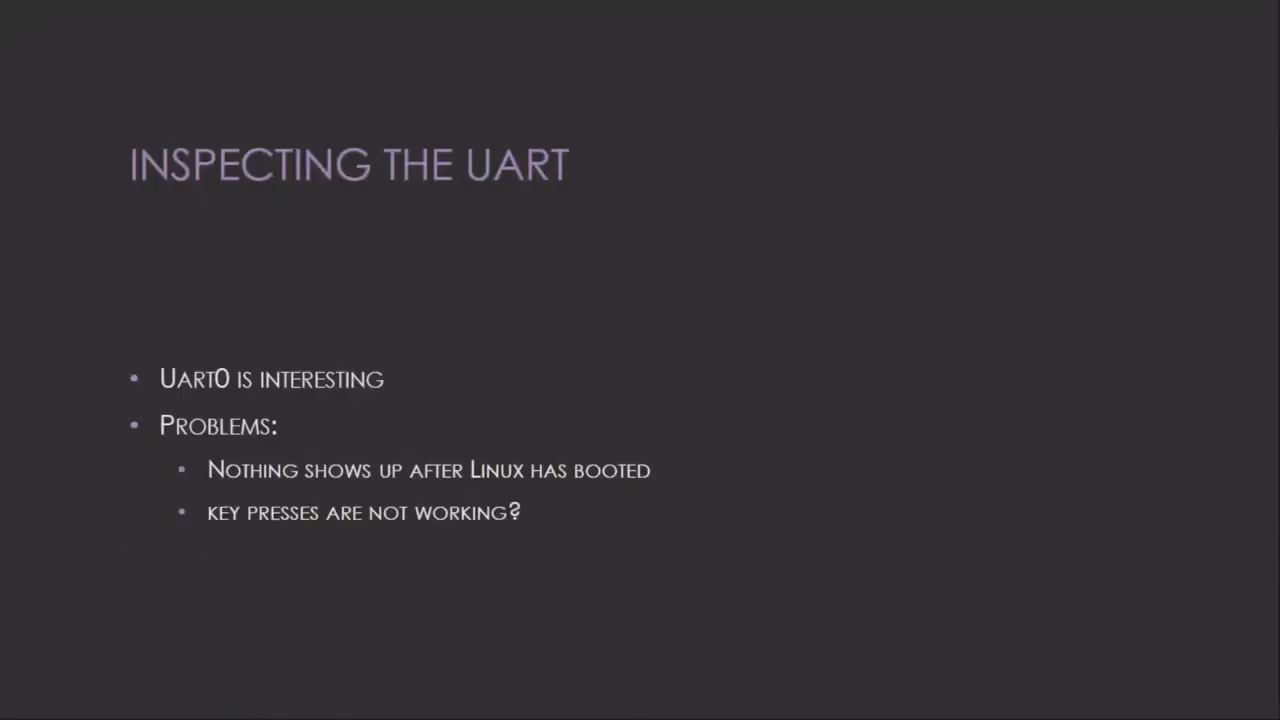 INSPECTING THE UART
• UART0 IS INTERESTING
• PROBLEMS:
• NOTHING SHOWS UP AFTER LINUX HAS BOOTED
• KEY PRESSES ARE NOT WORKING?